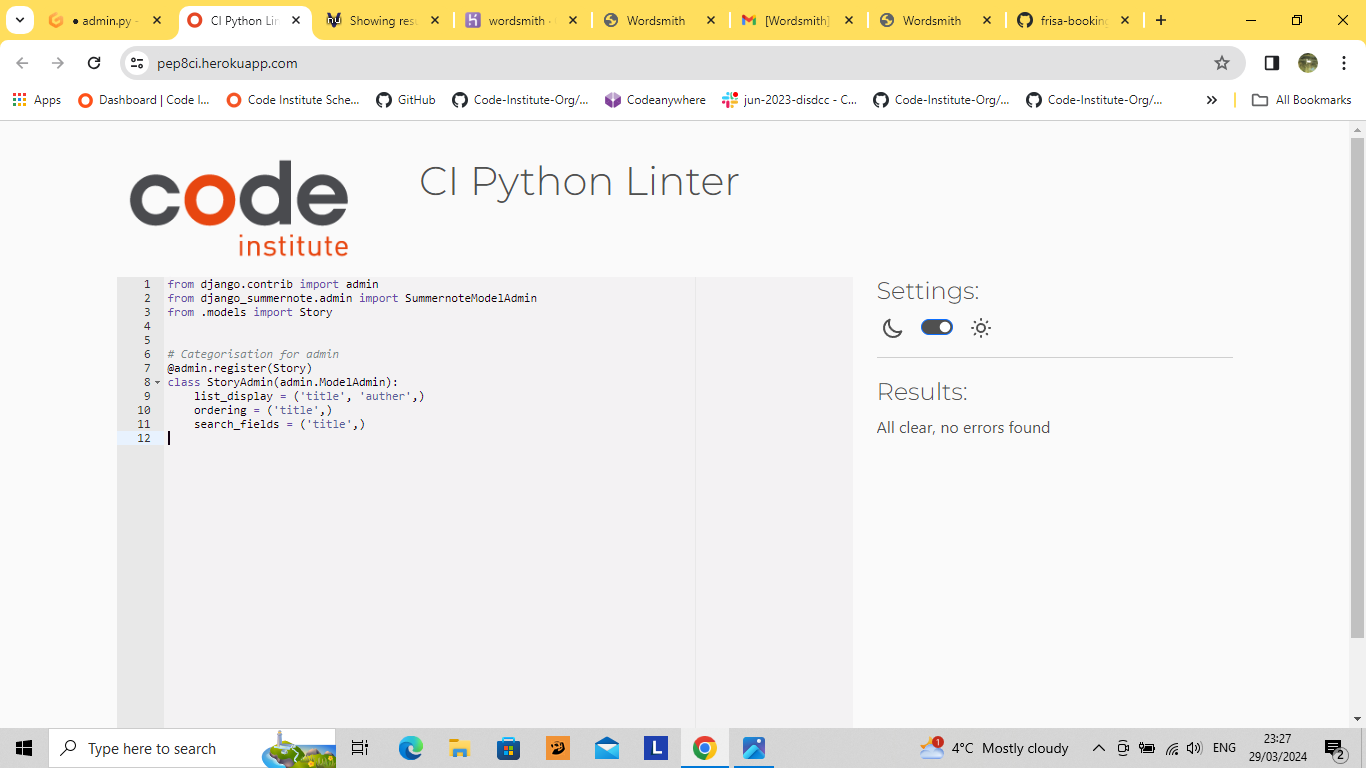 admin.py -
CI Python Lin
Showing resu
wordsmith ·
Wordsmith
[Wordsmith]
Wordsmith
frisa-booking
pep8ci.herokuapp.com
Apps
Dashboard | Code I...
Code Institute Sche...
GitHub
Code-Institute-Org/...
Codeanywhere
jun-2023-disdcc - C...
Code-Institute-Org/...
Code-Institute-Org/...
All Bookmarks
code
institute
CI Python Linter
1 from django.contrib import admin
2 from django_summernote.admin import SummernoteModelAdmin
3 from .models import Story
4
5
6 # Categorisation for admin
7 @admin.register(Story)
8 class StoryAdmin(admin.ModelAdmin):
9     list_display = ('title', 'auther',)
10     ordering = ('title',)
11     search_fields = ('title',)
12
Settings:
Results:
All clear, no errors found
Type here to search
L
1
4°C Mostly cloudy
ENG
23:27
29/03/2024
2